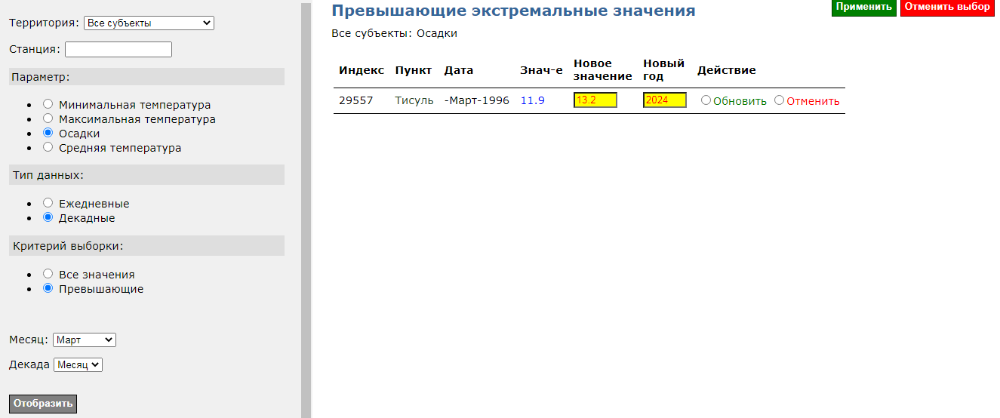 Территория: Все субъекты
Станция:
Параметр:
Минимальная температура
Максимальная температура
Осадки
Средняя температура
Тип данных:
Ежедневные
Декадные
Критерий выборки:
Все значения
Превышающие
Месяц: Март
Декада Месяц
Отобразить
Превышающие экстремальные значения
Применить Отменить выбор
Все субъекты: Осадки
Индекс Пункт Дата Знач-е Новое значение Новый год Действие
29557 Тисуль -Март-1996 11.9 13.2 2024 Обновить Отменить